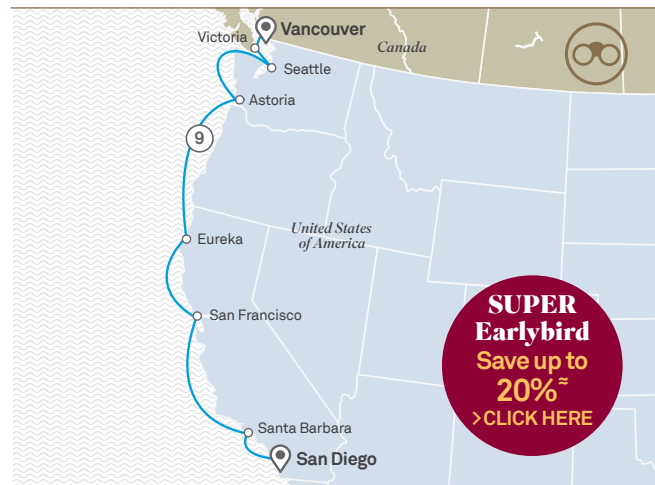 Vancouver
Victoria
Canada
Seattle
Astoria
9
Eureka
United States
of America
San Francisco
SUPER
Earlybird
Save up to
20%≈
>CLICK HERE
Santa Barbara
San Diego